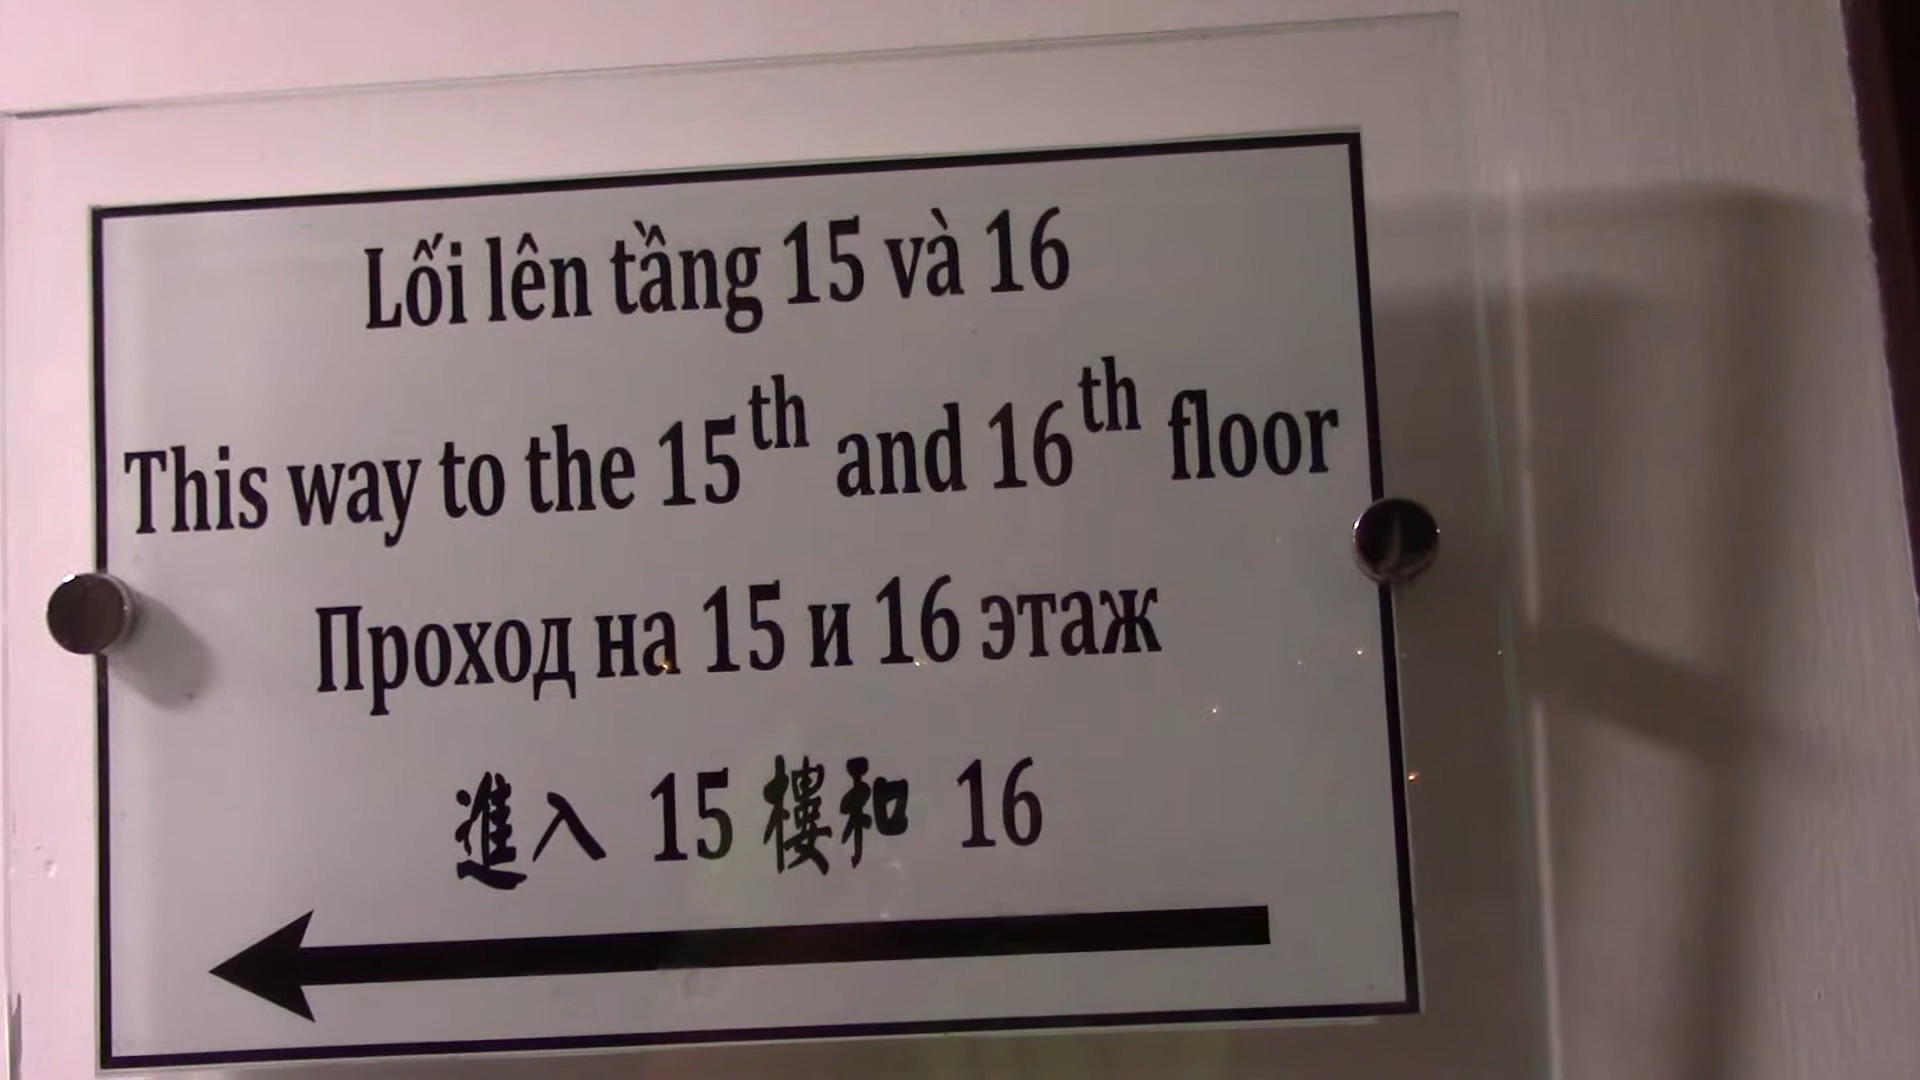 Lối lên tầng 15 và 16
This way to the 15th and 16th floor
Проход на 15 и 16 этаж
進入 15 樓和 16